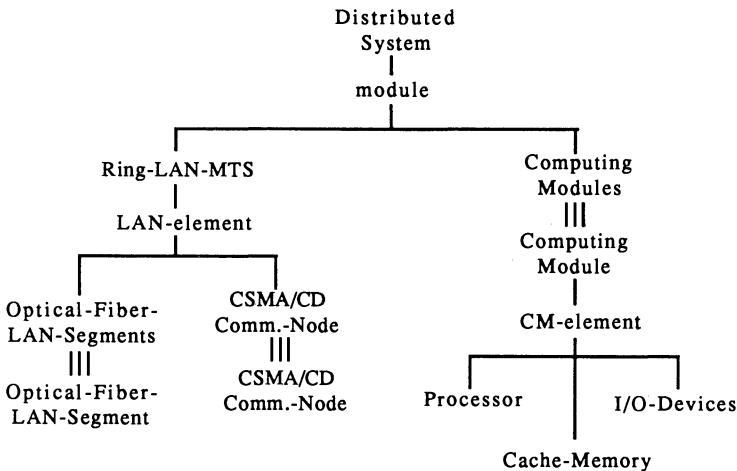 Distributed
System
module
Ring-LAN-MTS
LAN-element
Optical-Fiber-
LAN-Segments
Optical-Fiber-
LAN-Segment
CSMA/CD
Comm.-Node
CSMA/CD
Comm.-Node
Computing
Modules
Computing
Module
CM-element
Processor
I/O-Devices
Cache-Memory